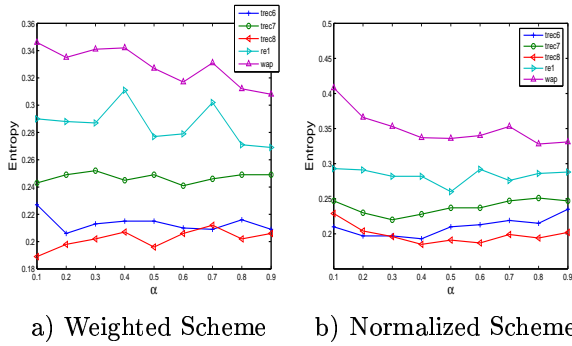 0.36
0.34
0.32
0.3
0.28
0.26
0.24
0.22
0.2
0.18
Entropy
0.1 0.2 0.3 0.4 0.5 0.6 0.7 0.8 0.9
α
trec6
trec7
trec8
re1
wap
a) Weighted Scheme
0.5
0.45
0.4
0.35
0.3
0.25
0.2
Entropy
0.1 0.2 0.3 0.4 0.5 0.6 0.7 0.8 0.9
α
trec6
trec7
trec8
re1
wap
b) Normalized Scheme